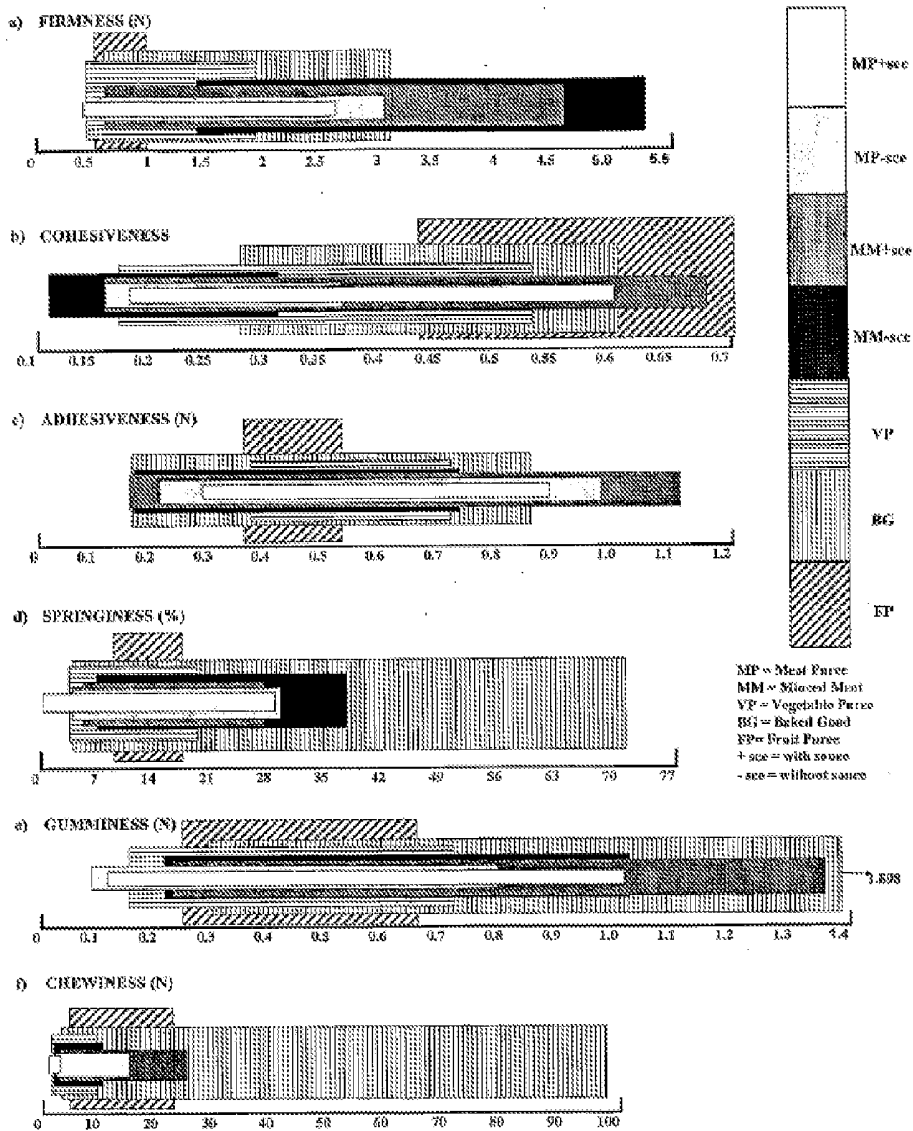 a) FIRMNESS (N)
0 0.5 1 1.5 2 2.5 3 3.5 4 4.5 5.0 5.5
b) COHESIVENESS
0.1 0.15 0.2 0.25 0.3 0.35 0.4 0.45 0.5 0.55 0.6 0.65 0.7
c) ADHESIVENESS (N)
0 0.1 0.2 0.3 0.4 0.5 0.6 0.7 0.8 0.9 1.0 1.1 1.2
d) SPRINGINESS (%)
0 7 14 21 28 35 42 49 56 63 70 77
e) GUMMINESS (N)
0 0.1 0.2 0.3 0.4 0.5 0.6 0.7 0.8 0.9 1.0 1.1 1.2 1.3 1.4
f) CHEWINESS (N)
0 10 20 30 40 50 60 70 80 90 100
MP+sce
MP-sce
MM+sce
MM-sce
VP
BG
FP
MP = Meat Puree
MM = Minced Meat
VP = Vegetable Puree
BG = Baked Good
FP= Fruit Puree
+ sce = with sauce
- sce = without sauce